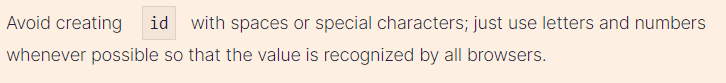 Avoid creating id with spaces or special characters; just use letters and numbers
whenever possible so that the value is recognized by all browsers.